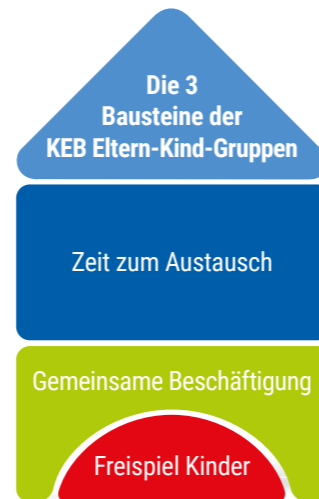 Die 3
Bausteine der
KEB Eltern-Kind-Gruppen
Zeit zum Austausch
Gemeinsame Beschäftigung
Freispiel Kinder